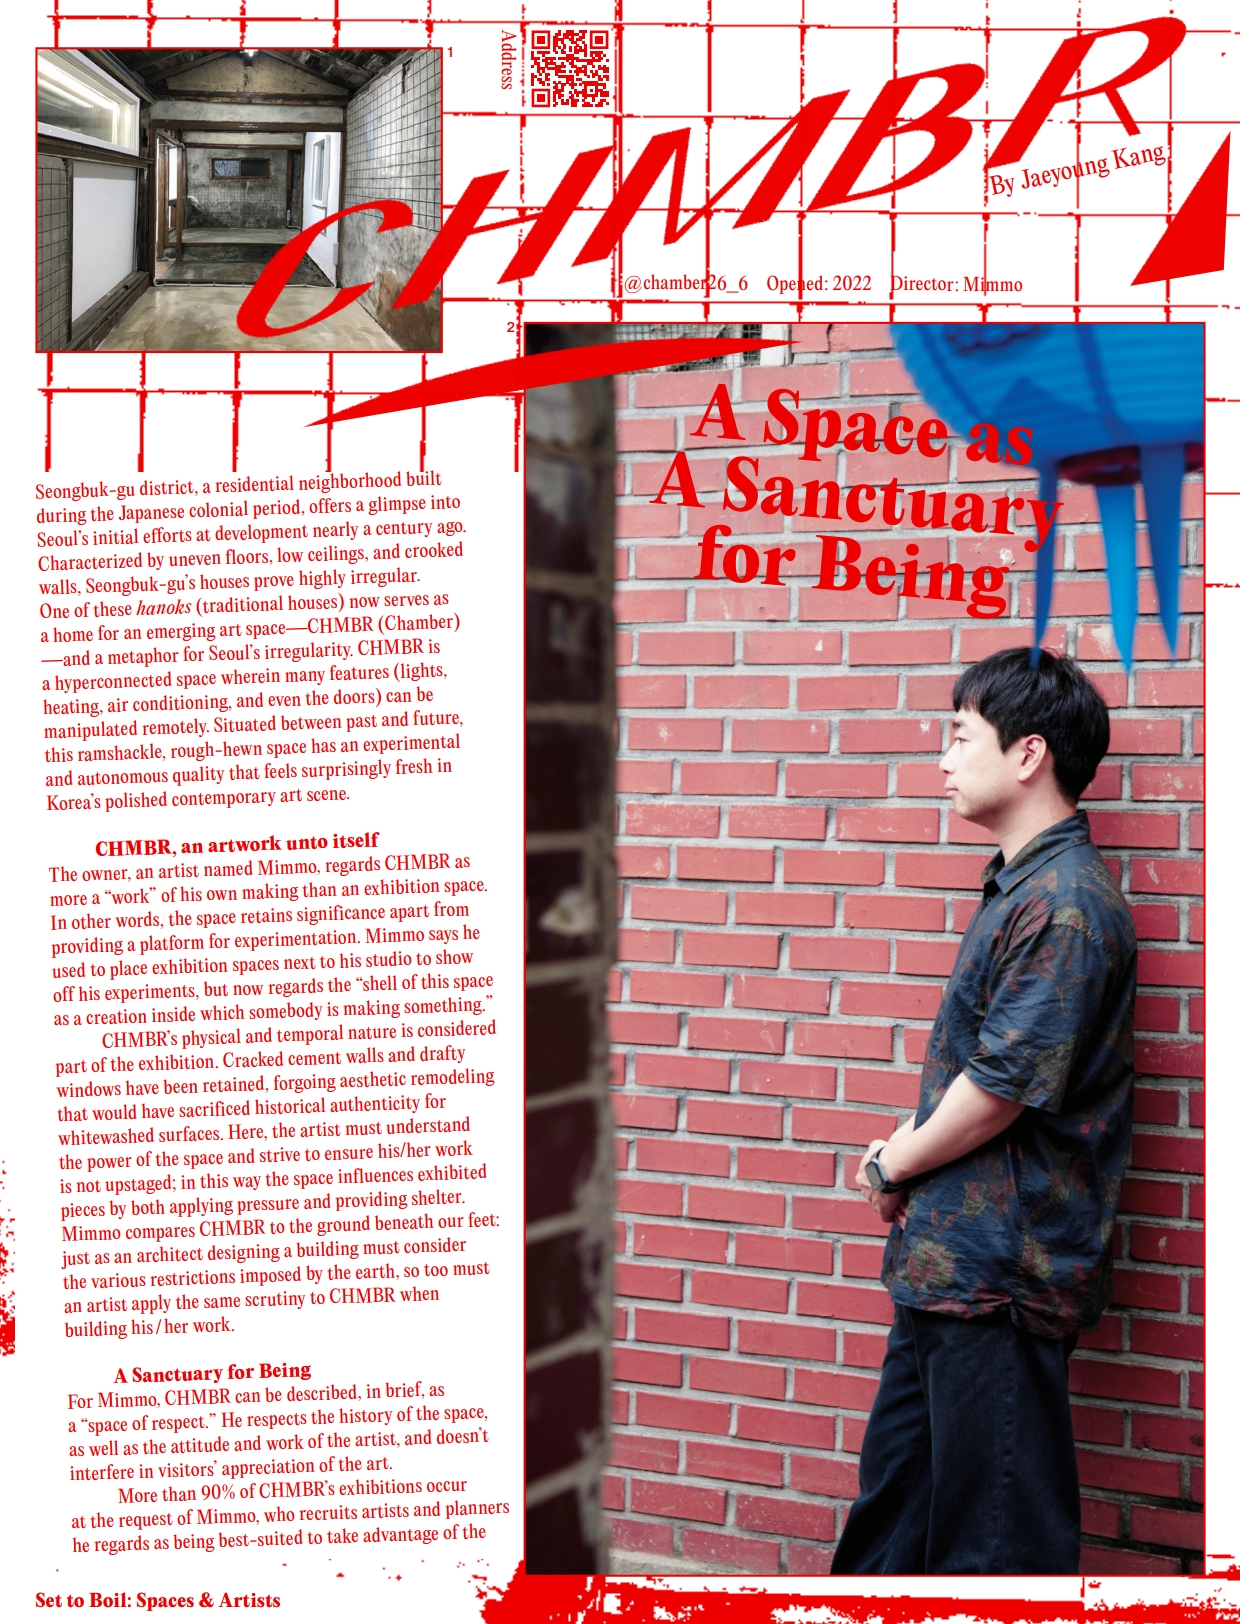 1
Address
CHMBR
By Jaeyoung Kang
@chamber26_6 Opened: 2022 Director: Mimmo
2
A Space as
A Sanctuary
for Being
Seongbuk-gu district, a residential neighborhood built
during the Japanese colonial period, offers a glimpse into
Seoul's initial efforts at development nearly a century ago.
Characterized by uneven floors, low ceilings, and crooked
walls, Seongbuk-gu's houses prove highly irregular.
One of these hanoks (traditional houses) now serves as
a home for an emerging art space—CHMBR (Chamber)
—and a metaphor for Seoul's irregularity. CHMBR is
a hyperconnected space wherein many features (lights,
heating, air conditioning, and even the doors) can be
manipulated remotely. Situated between past and future,
this ramshackle, rough-hewn space has an experimental
and autonomous quality that feels surprisingly fresh in
Korea's polished contemporary art scene.
CHMBR, an artwork unto itself
The owner, an artist named Mimmo, regards CHMBR as
more a “work” of his own making than an exhibition space.
In other words, the space retains significance apart from
providing a platform for experimentation. Mimmo says he
used to place exhibition spaces next to his studio to show
off his experiments, but now regards the “shell of this space
as a creation inside which somebody is making something.”
CHMBR's physical and temporal nature is considered
part of the exhibition. Cracked cement walls and drafty
windows have been retained, forgoing aesthetic remodeling
that would have sacrificed historical authenticity for
whitewashed surfaces. Here, the artist must understand
the power of the space and strive to ensure his/her work
is not upstaged; in this way the space influences exhibited
pieces by both applying pressure and providing shelter.
Mimmo compares CHMBR to the ground beneath our feet:
just as an architect designing a building must consider
the various restrictions imposed by the earth, so too must
an artist apply the same scrutiny to CHMBR when
building his/her work.
A Sanctuary for Being
For Mimmo, CHMBR can be described, in brief, as
a “space of respect.” He respects the history of the space,
as well as the attitude and work of the artist, and doesn't
interfere in visitors' appreciation of the art.
More than 90% of CHMBR's exhibitions occur
at the request of Mimmo, who recruits artists and planners
he regards as being best-suited to take advantage of the
Set to Boil: Spaces & Artists